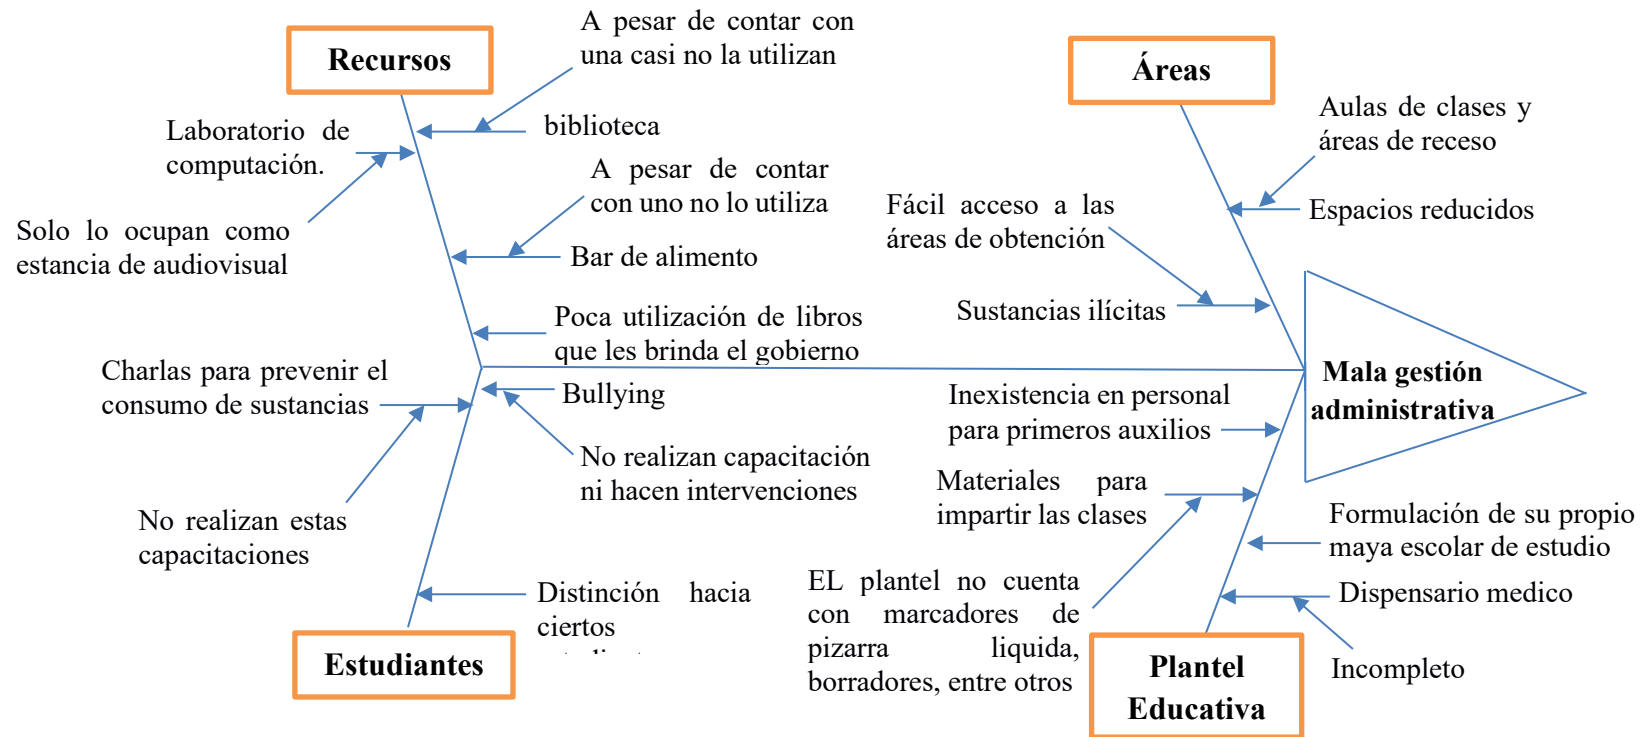 Recursos
A pesar de contar con
una casi no la utilizan
biblioteca
Laboratorio de
computación.
Solo lo ocupan como
estancia de audiovisual
A pesar de contar
con uno no lo utiliza
Bar de alimento
Poca utilización de libros
que les brinda el gobierno
Áreas
Aulas de clases y
áreas de receso
Espacios reducidos
Fácil acceso a las
áreas de obtención
Sustancias ilícitas
Mala gestión
administrativa
Charlas para prevenir el
consumo de sustancias
No realizan estas
capacitaciones
Bullying
No realizan capacitación
ni hacen intervenciones
Distinción hacia
ciertos
Estudiantes
Inexistencia en personal
para primeros auxilios
Materiales para
impartir las clases
EL plantel no cuenta
con marcadores de
pizarra liquida,
borradores, entre otros
Formulación de su propio
maya escolar de estudio
Dispensario medico
Incompleto
Plantel
Educativa